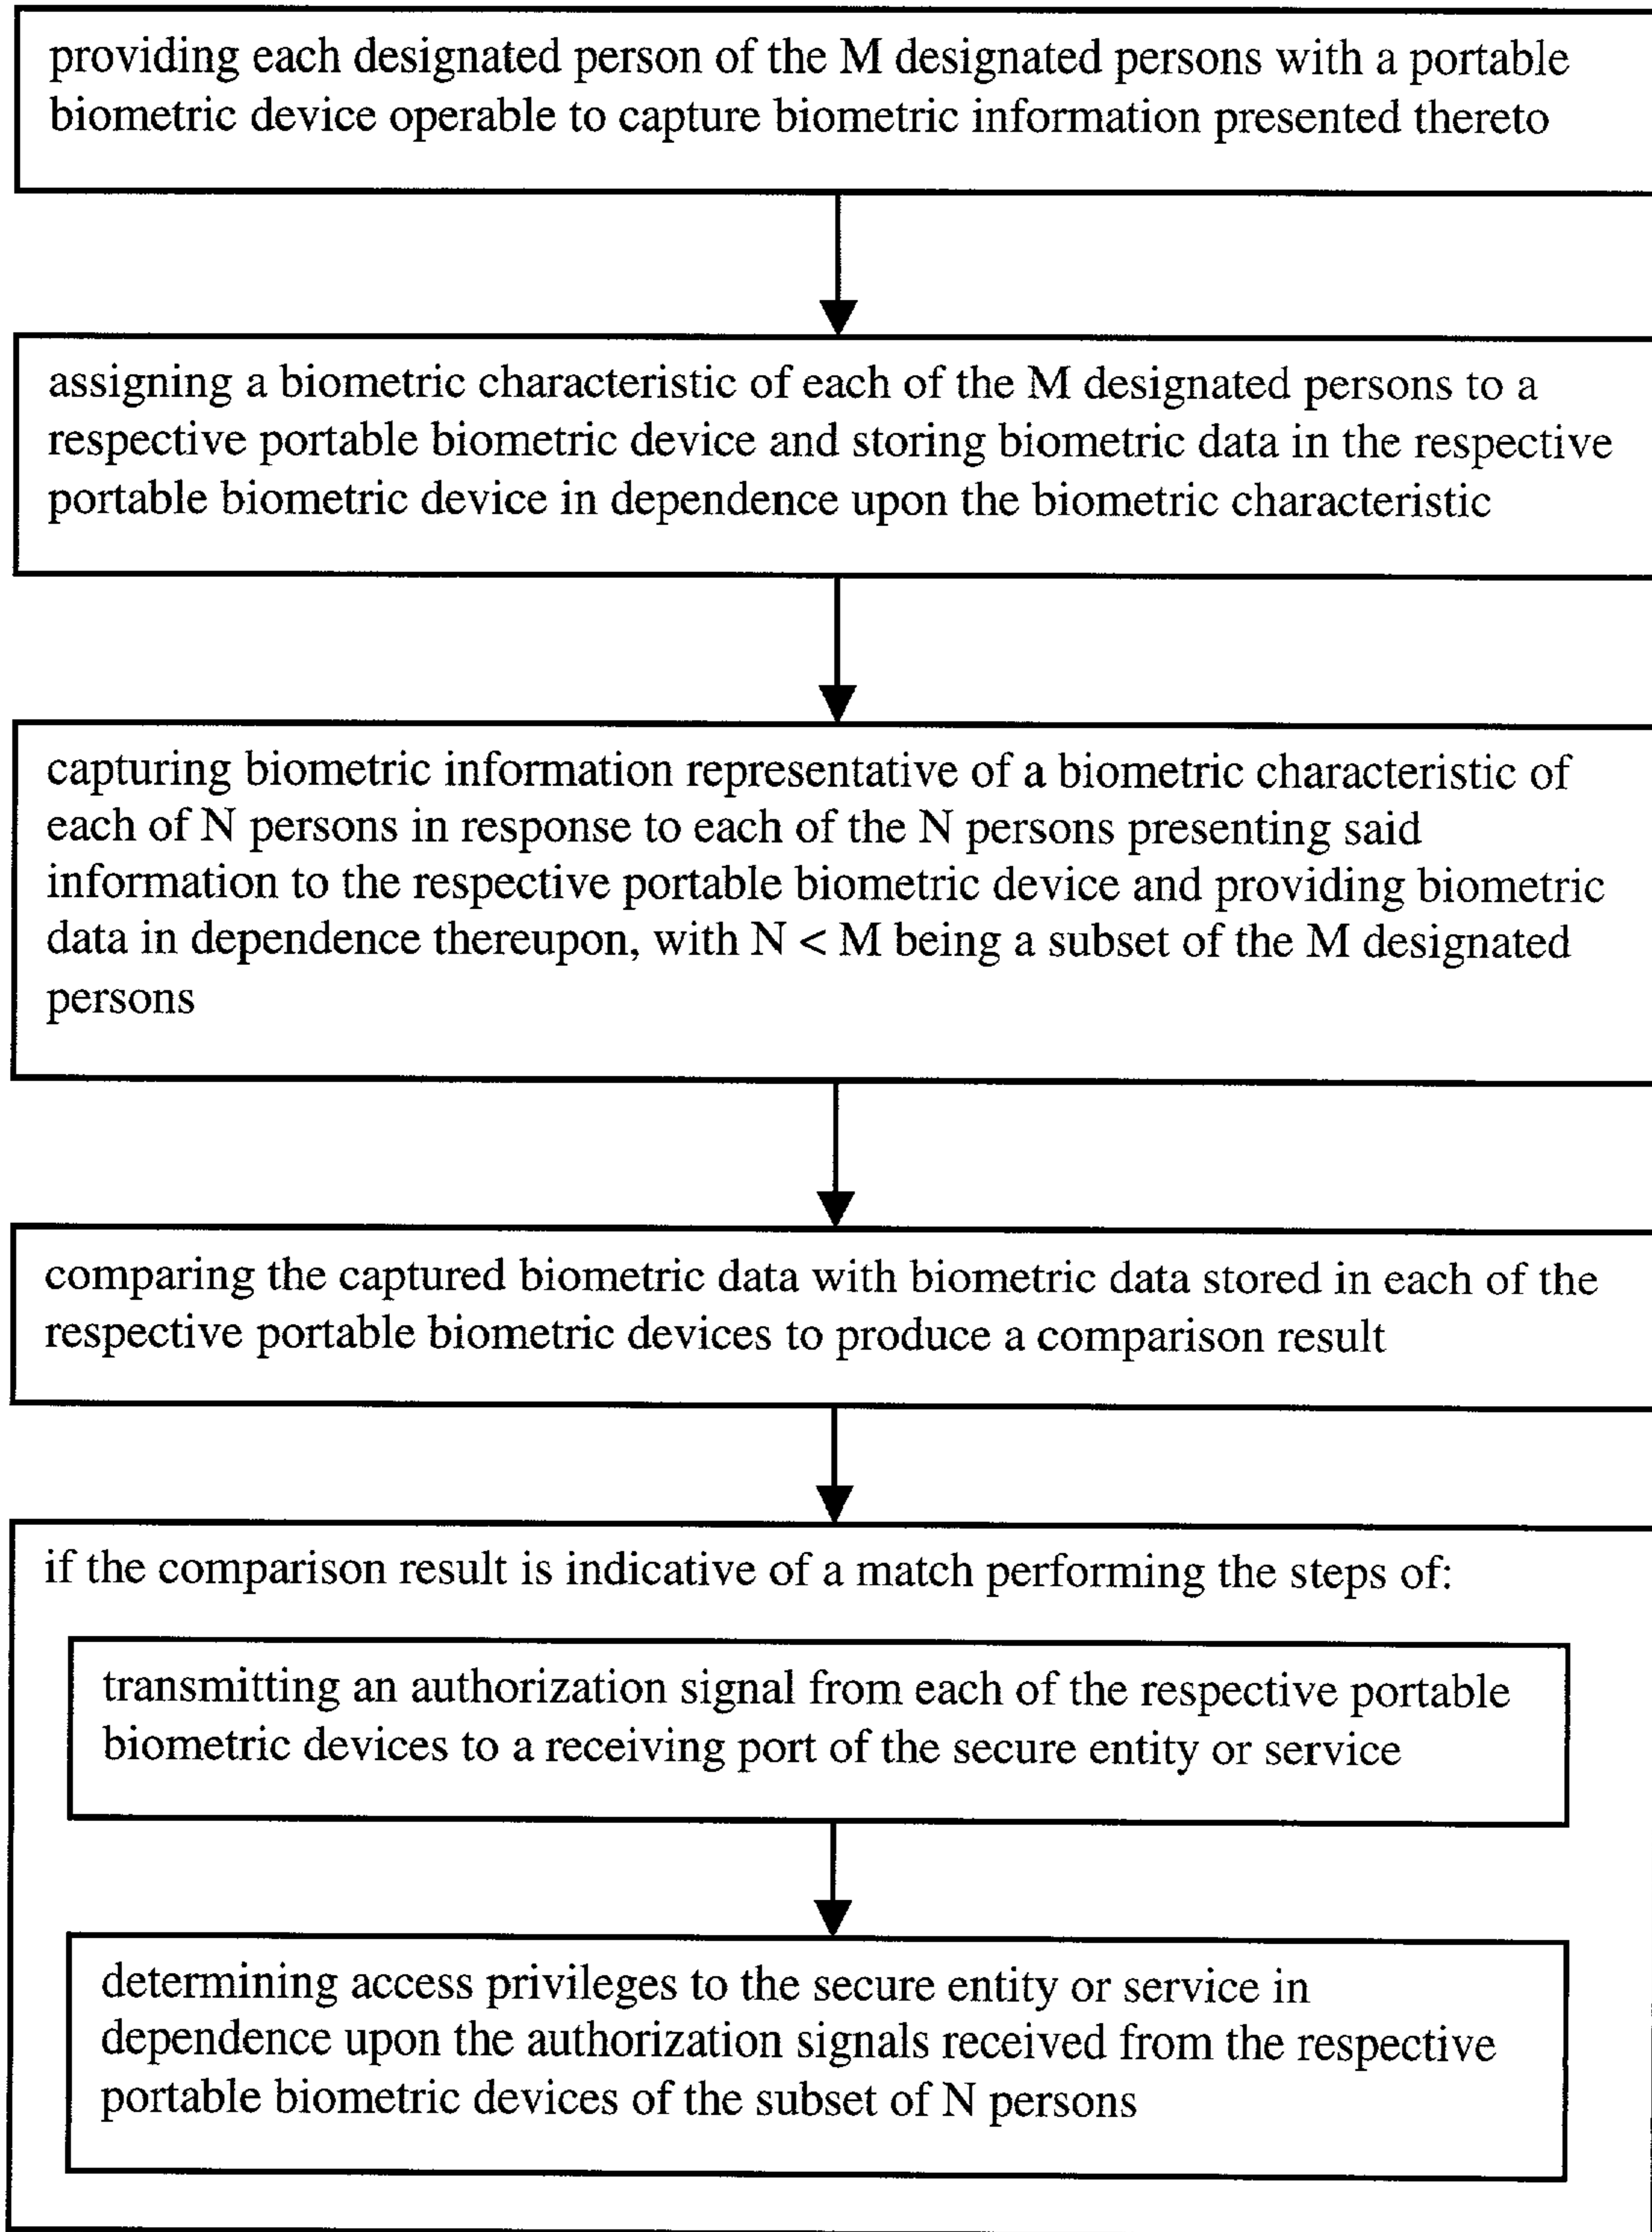 providing each designated person of the M designated persons with a portable
biometric device operable to capture biometric information presented thereto
assigning a biometric characteristic of each of the M designated persons to a
respective portable biometric device and storing biometric data in the respective
portable biometric device in dependence upon the biometric characteristic
capturing biometric information representative of a biometric characteristic of
each of N persons in response to each of the N persons presenting said
information to the respective portable biometric device and providing biometric
data in dependence thereupon, with N < M being a subset of the M designated
persons
comparing the captured biometric data with biometric data stored in each of the
respective portable biometric devices to produce a comparison result
if the comparison result is indicative of a match performing the steps of:
transmitting an authorization signal from each of the respective portable
biometric devices to a receiving port of the secure entity or service
determining access privileges to the secure entity or service in
dependence upon the authorization signals received from the respective
portable biometric devices of the subset of N persons